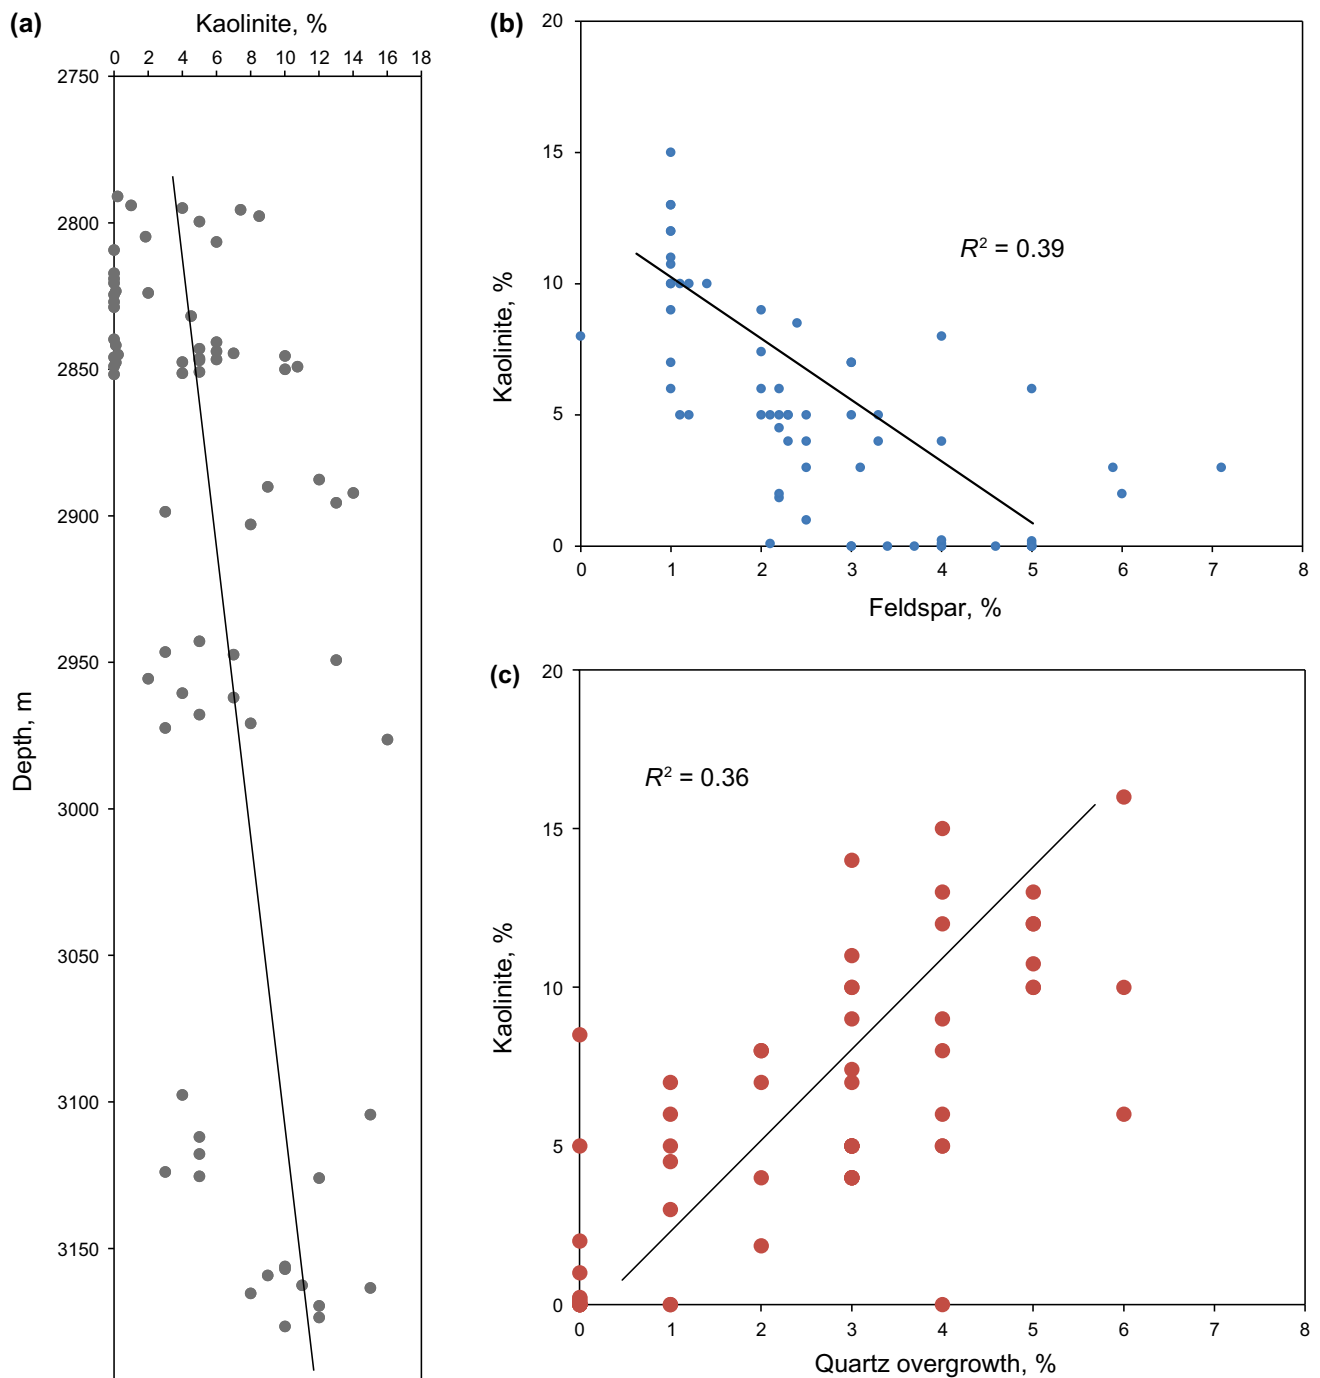 (a)
Kaolinite, %
0 2 4 6 8 10 12 14 16 18
2750
2800
2850
2900
2950
3000
3050
3100
3150
Depth, m
(b)
20
15
10
5
0
Kaolinite, %
R² = 0.39
0 1 2 3 4 5 6 7 8
Feldspar, %
(c)
20
15
10
5
0
Kaolinite, %
R² = 0.36
0 1 2 3 4 5 6 7 8
Quartz overgrowth, %